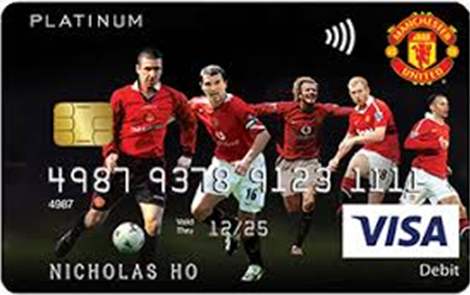 PLATINUM
MANCHESTER
UNITED
4987 9378 9123 1111
4987
Valid
Thru
12/25
16
VISA
NICHOLAS HO
Debit